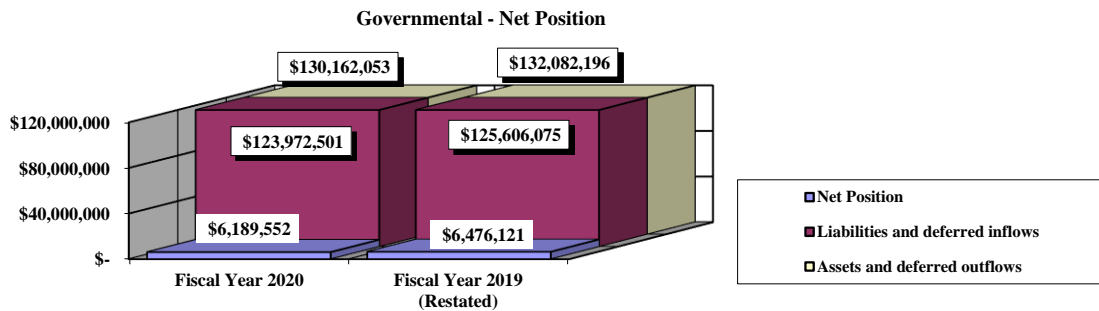 Governmental - Net Position
$130,162,053
$132,082,196
$120,000,000
$123,972,501
$125,606,075
$80,000,000
$40,000,000
$6,189,552
$6,476,121
$-
Fiscal Year 2020
Fiscal Year 2019
(Restated)
Net Position
Liabilities and deferred inflows
Assets and deferred outflows